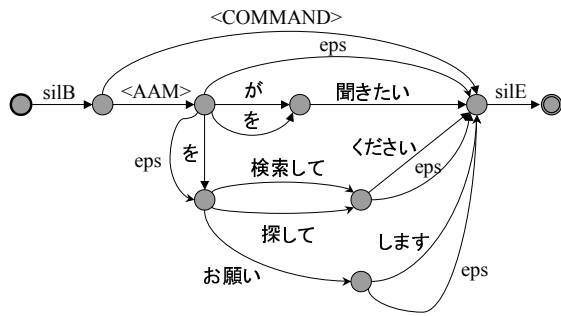 <COMMAND>
eps
silB
<AAM>
が
を
聞きたい
silE
eps
を
検索して
ください
eps
探して
します
お願い
eps